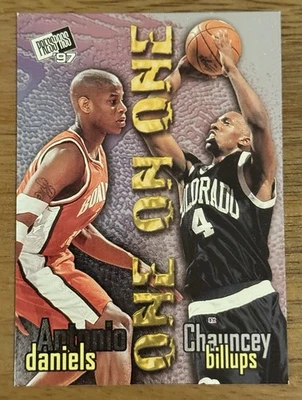 PRESS PASS
'97
ONE ON ONE
COLORADO
4
Antonio
daniels
Chauncey
billups